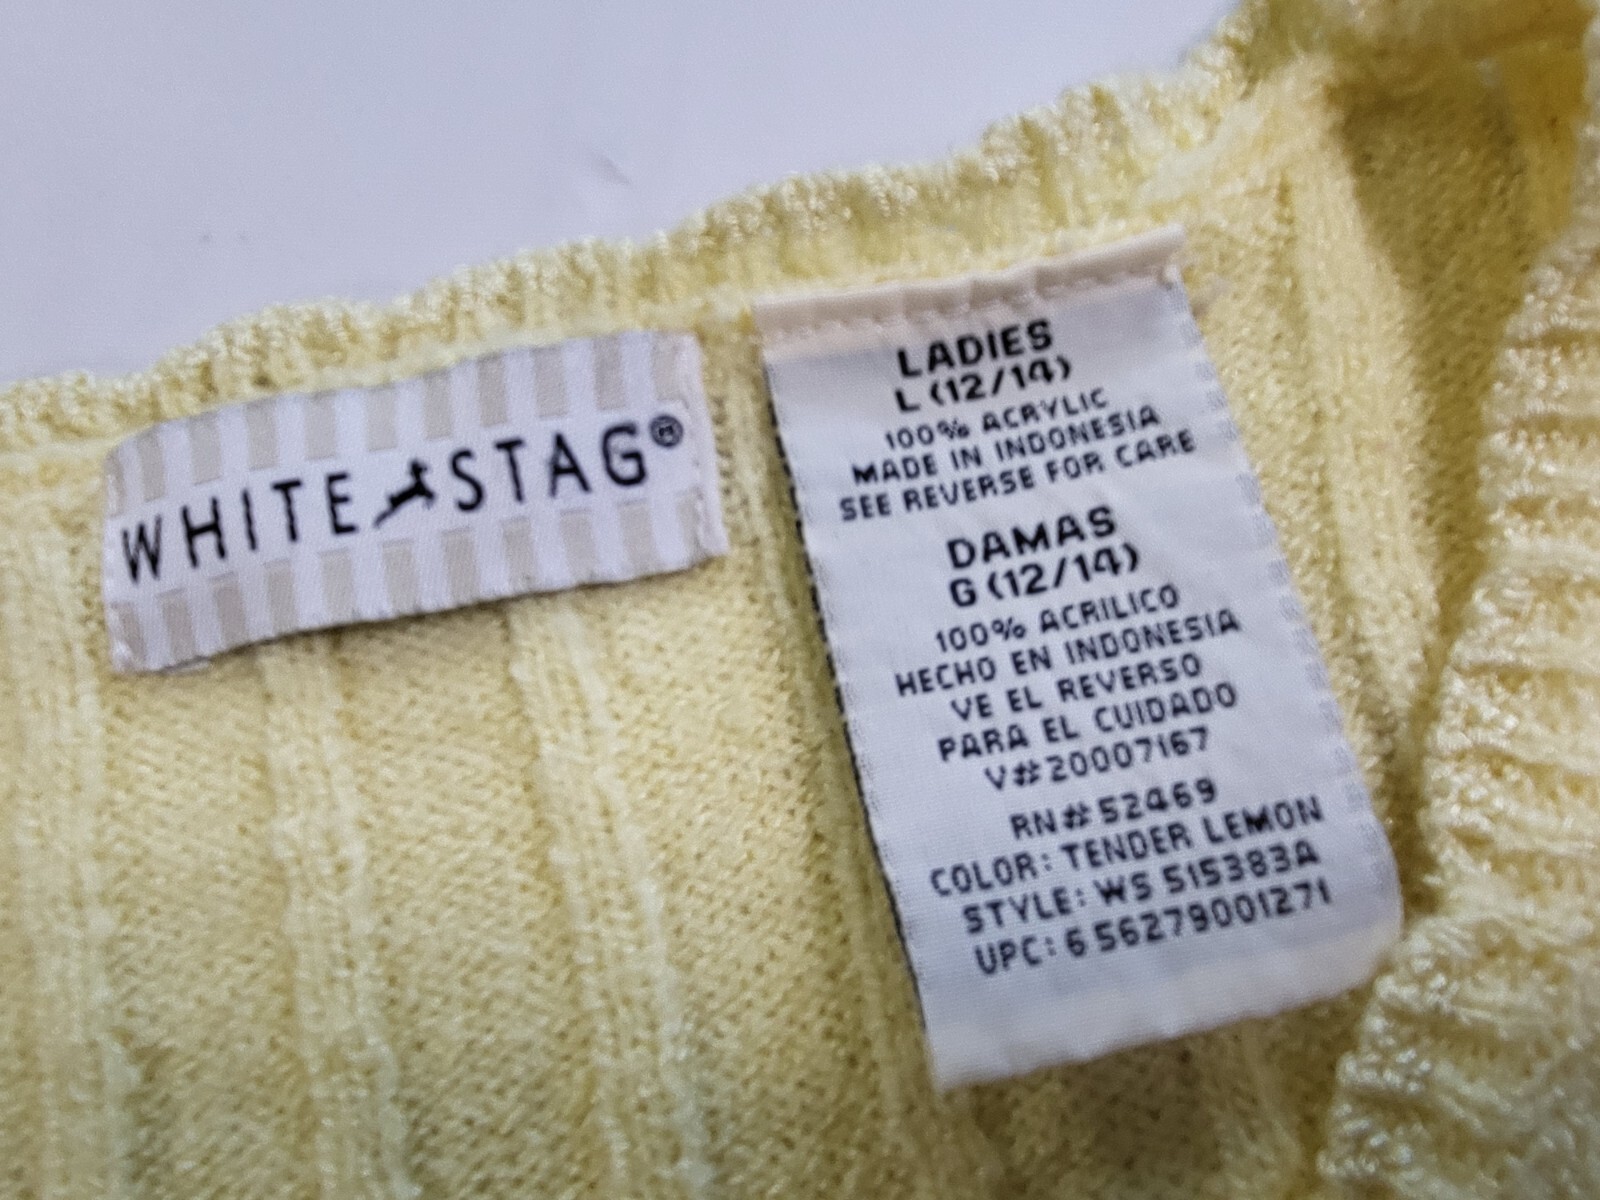 WHITE STAG®
LADIES
L (12/14)
100% ACRYLIC
MADE IN INDONESIA
SEE REVERSE FOR CARE
DAMAS
G (12/14)
100% ACRILICO
HECHO EN INDONESIA
VE EL REVERSO
PARA EL CUIDADO
V#20007167
RN#52469
COLOR: TENDER LEMON
STYLE: WS 515383A
UPC: 6 56279001271